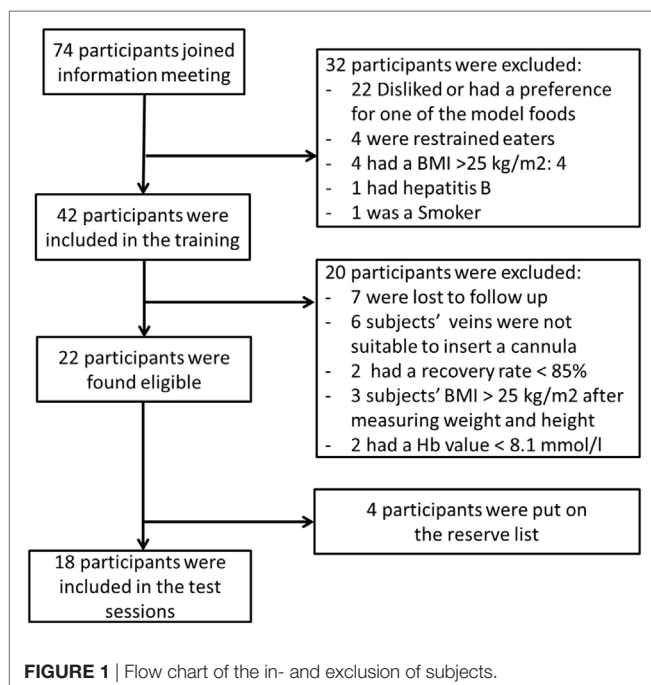 74 participants joined
information meeting
32 participants were excluded:
- 22 Disliked or had a preference
for one of the model foods
- 4 were restrained eaters
- 4 had a BMI >25 kg/m2: 4
- 1 had hepatitis B
- 1 was a Smoker
42 participants were
included in the training
20 participants were excluded:
- 7 were lost to follow up
- 6 subjects' veins were not
suitable to insert a cannula
- 2 had a recovery rate < 85%
- 3 subjects' BMI > 25 kg/m2 after
measuring weight and height
- 2 had a Hb value < 8.1 mmol/l
22 participants were
found eligible
4 participants were put on
the reserve list
18 participants were
included in the test
sessions
FIGURE 1 | Flow chart of the in- and exclusion of subjects.